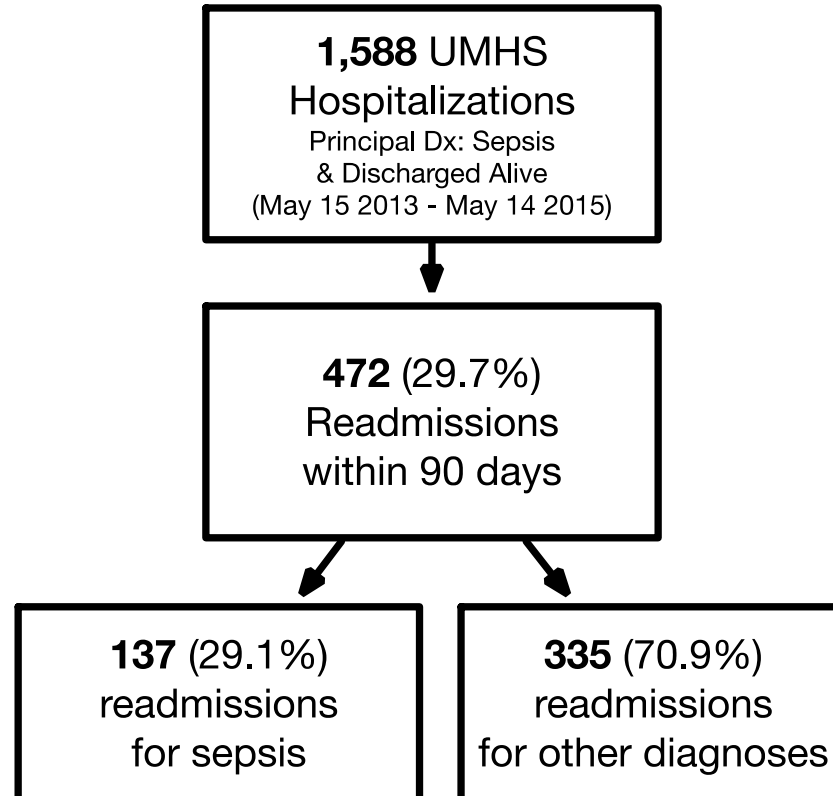 1,588 UMHS
Hospitalizations
Principal Dx: Sepsis
& Discharged Alive
(May 15 2013 - May 14 2015)
472 (29.7%)
Readmissions
within 90 days
137 (29.1%)
readmissions
for sepsis
335 (70.9%)
readmissions
for other diagnoses